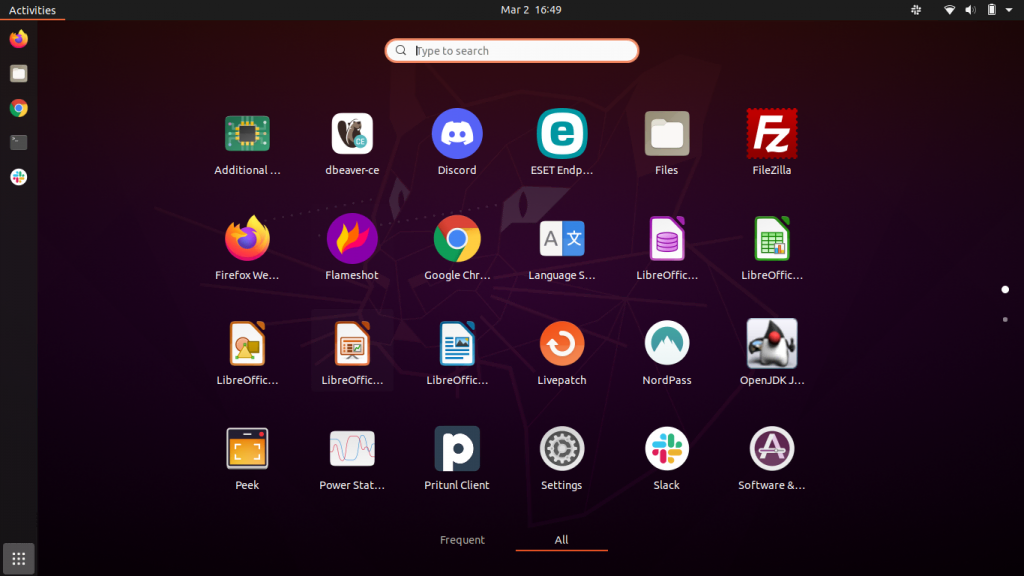 Activities
Mar 2 16:49
Type to search
Additional ...
dbeaver-ce
Discord
ESET Endp...
Files
FileZilla
Firefox We...
Flameshot
Google Chr...
Language S...
LibreOffic...
LibreOffic...
LibreOffic...
LibreOffic...
LibreOffic...
Livepatch
NordPass
OpenJDK J...
Peek
Power Stat...
Pritunl Client
Settings
Slack
Software &...
Frequent
All